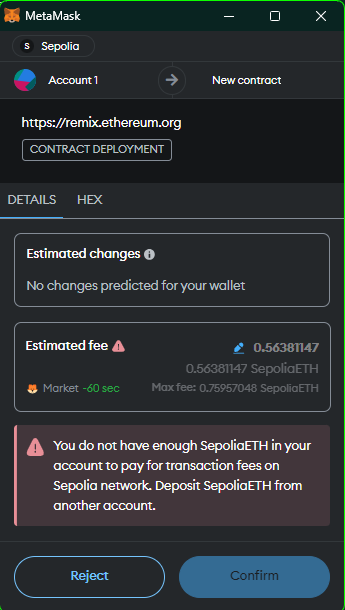 MetaMask
S Sepolia
Account 1 New contract
https://remix.ethereum.org
CONTRACT DEPLOYMENT
DETAILS HEX
Estimated changes
No changes predicted for your wallet
Estimated fee 0.56381147
0.56381147 SepoliaETH
Market ~60 sec Max fee: 0.75957048 SepoliaETH
You do not have enough SepoliaETH in your
account to pay for transaction fees on
Sepolia network. Deposit SepoliaETH from
another account.
Reject Confirm